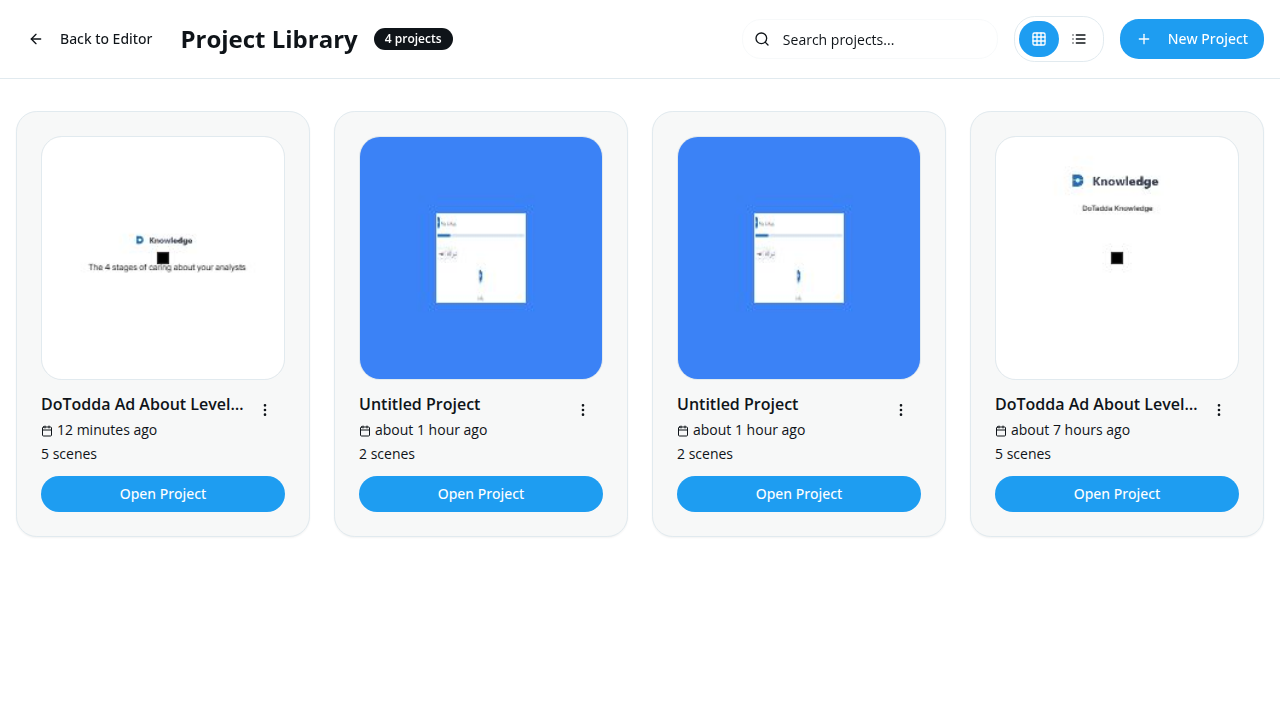 Back to Editor
Project Library
4 projects
Search projects...
New Project
Knowledge
The 4 stages of caring about your analysts
DoTodda Ad About Level...
12 minutes ago
5 scenes
Open Project
Untitled Project
about 1 hour ago
2 scenes
Open Project
Untitled Project
about 1 hour ago
2 scenes
Open Project
Knowledge
DoTadda Knowledge
DoTodda Ad About Level...
about 7 hours ago
5 scenes
Open Project